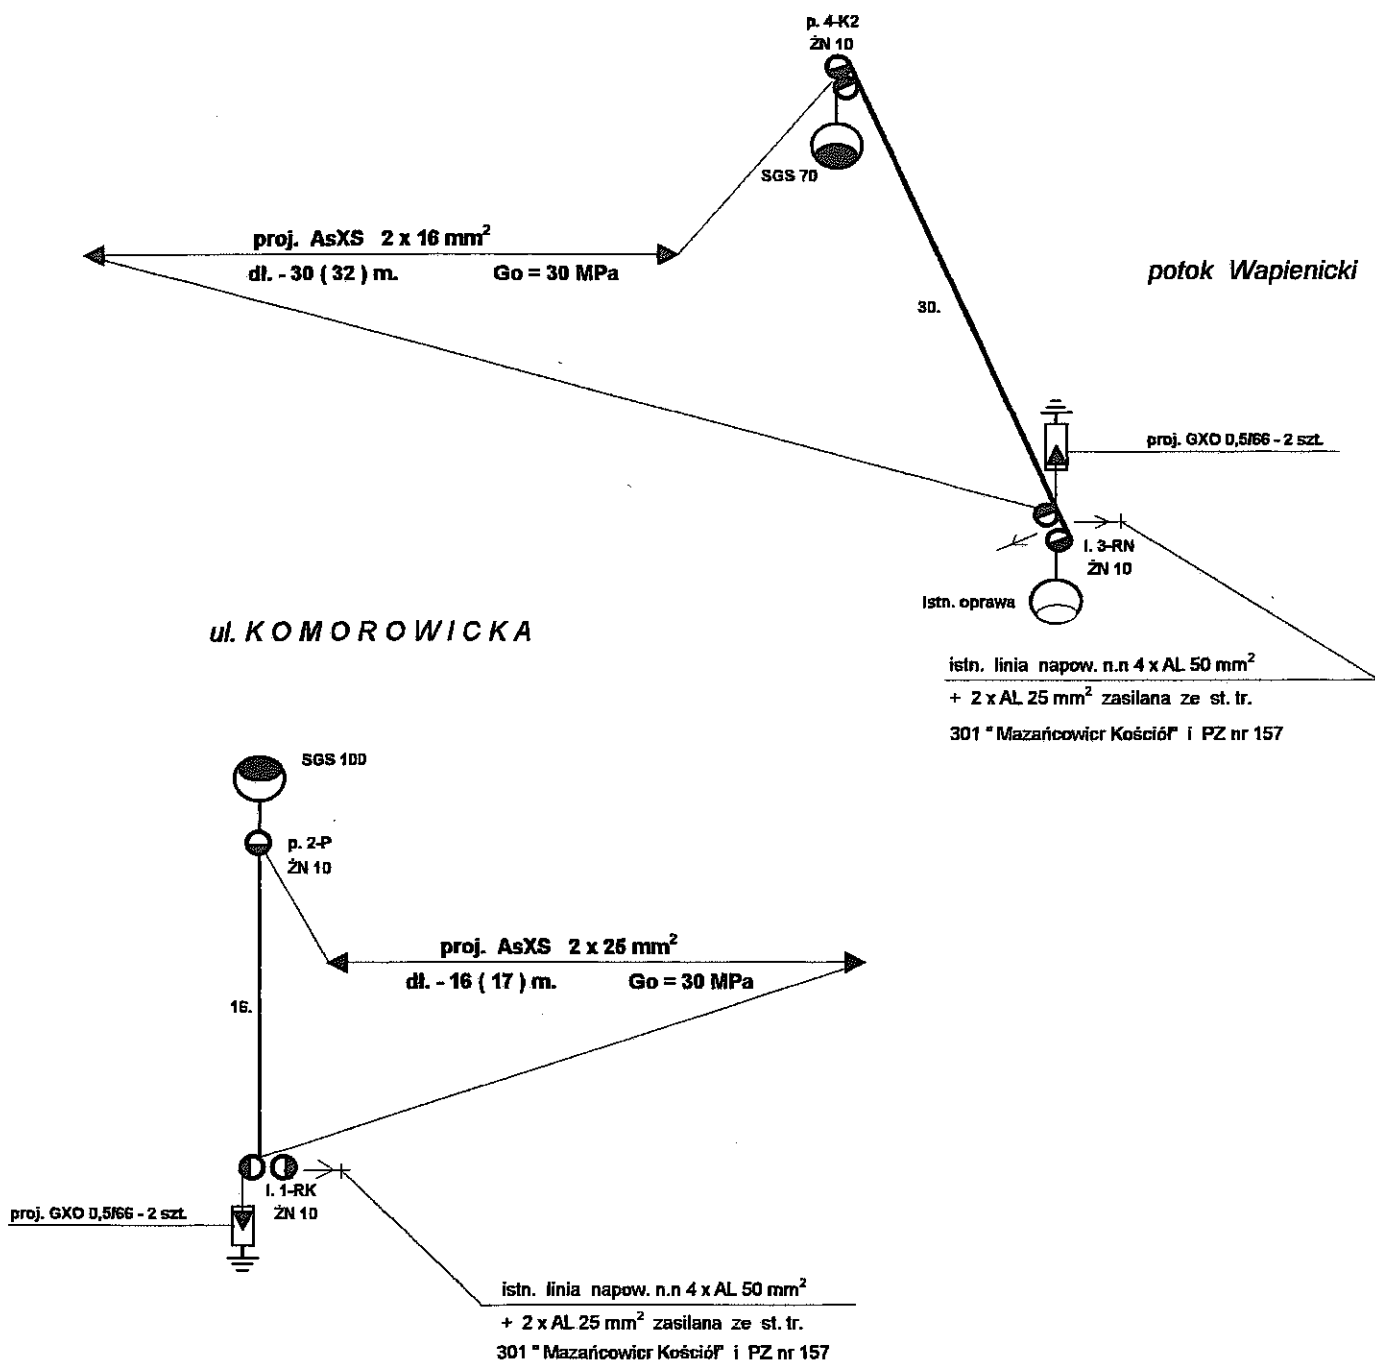 p. 4-K2
ŻN 10
SGS 70
proj. AsXS 2 x 16 mm²
dł. - 30 ( 32 ) m. Go = 30 MPa
potok Wapienicki
30.
proj. GXO 0,5/66 - 2 szt.
I. 3-RN
ŻN 10
Istn. oprawa
ul. KOMOROWICKA
istn. linia napow. n.n 4 x AL 50 mm²
+ 2 x AL 25 mm² zasilana ze st. tr.
301 " Mazańcowicr Kościół" i PZ nr 157
SGS 100
p. 2-P
ŻN 10
proj. AsXS 2 x 25 mm²
dł. - 16 ( 17 ) m. Go = 30 MPa
16.
I. 1-RK
ŻN 10
proj. GXO 0,5/66 - 2 szt.
istn. linia napow. n.n 4 x AL 50 mm²
+ 2 x AL 25 mm² zasilana ze st. tr.
301 " Mazańcowicr Kościół" i PZ nr 157